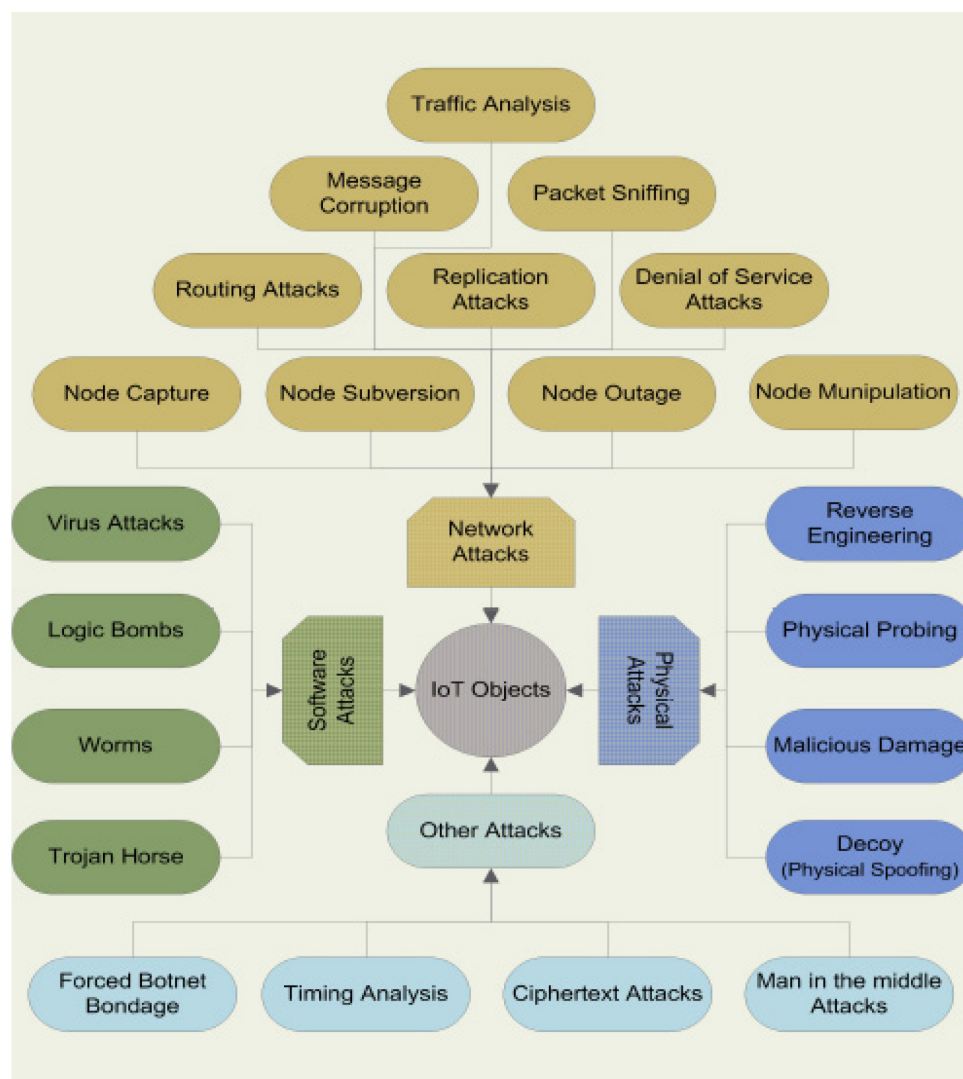 Traffic Analysis
Message
Corruption
Packet Sniffing
Routing Attacks
Replication
Attacks
Denial of Service
Attacks
Node Capture
Node Subversion
Node Outage
Node Munipulation
Virus Attacks
Network
Attacks
Reverse
Engineering
Logic Bombs
Software
Attacks
IoT Objects
Physical
Attacks
Physical Probing
Worms
Malicious Damage
Trojan Horse
Other Attacks
Decoy
(Physical Spoofing)
Forced Botnet
Bondage
Timing Analysis
Ciphertext Attacks
Man in the middle
Attacks